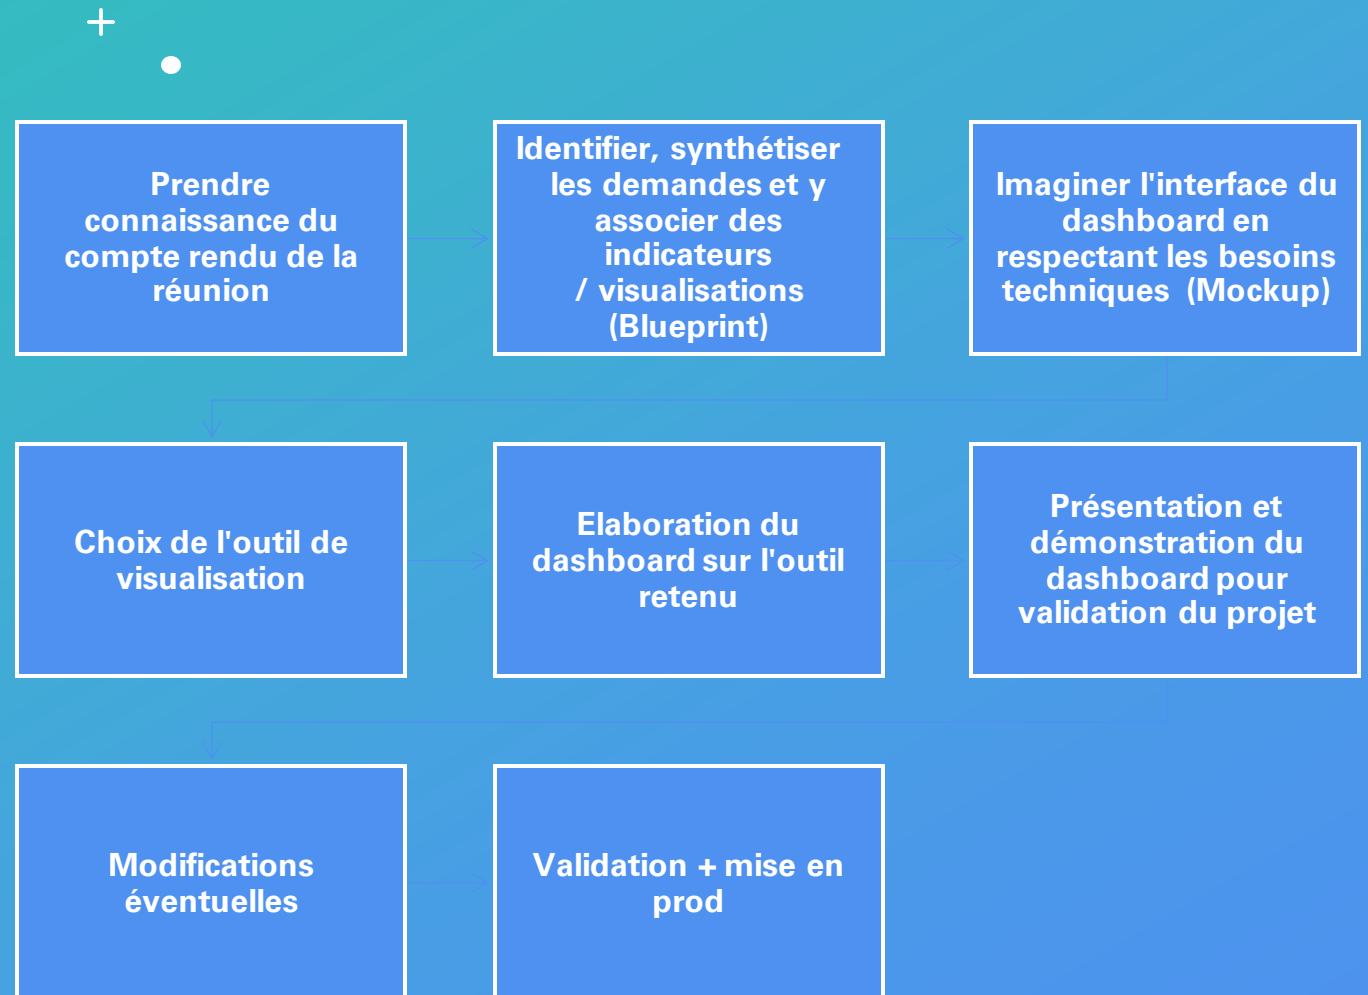 Prendre
connaissance du
compte rendu de la
réunion
Identifier, synthétiser
les demandes et y
associer des
indicateurs
/ visualisations
(Blueprint)
Imaginer l'interface du
dashboard en
respectant les besoins
techniques (Mockup)
Choix de l'outil de
visualisation
Elaboration du
dashboard sur l'outil
retenu
Présentation et
démonstration du
dashboard pour
validation du projet
Modifications
éventuelles
Validation + mise en
prod